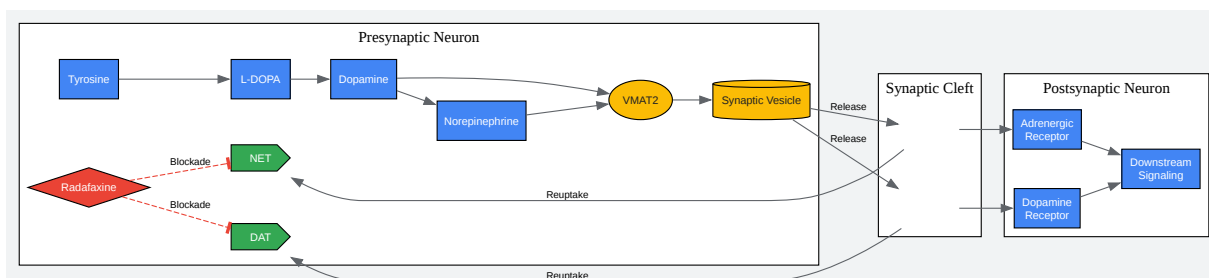 Presynaptic Neuron
Tyrosine
L-DOPA
Dopamine
Norepinephrine
VMAT2
Synaptic Vesicle
Release
Release
Synaptic Cleft
Postsynaptic Neuron
Adrenergic
Receptor
Downstream
Signaling
Dopamine
Receptor
Radafaxine
Blockade
Blockade
NET
DAT
Reuptake
Reuptake